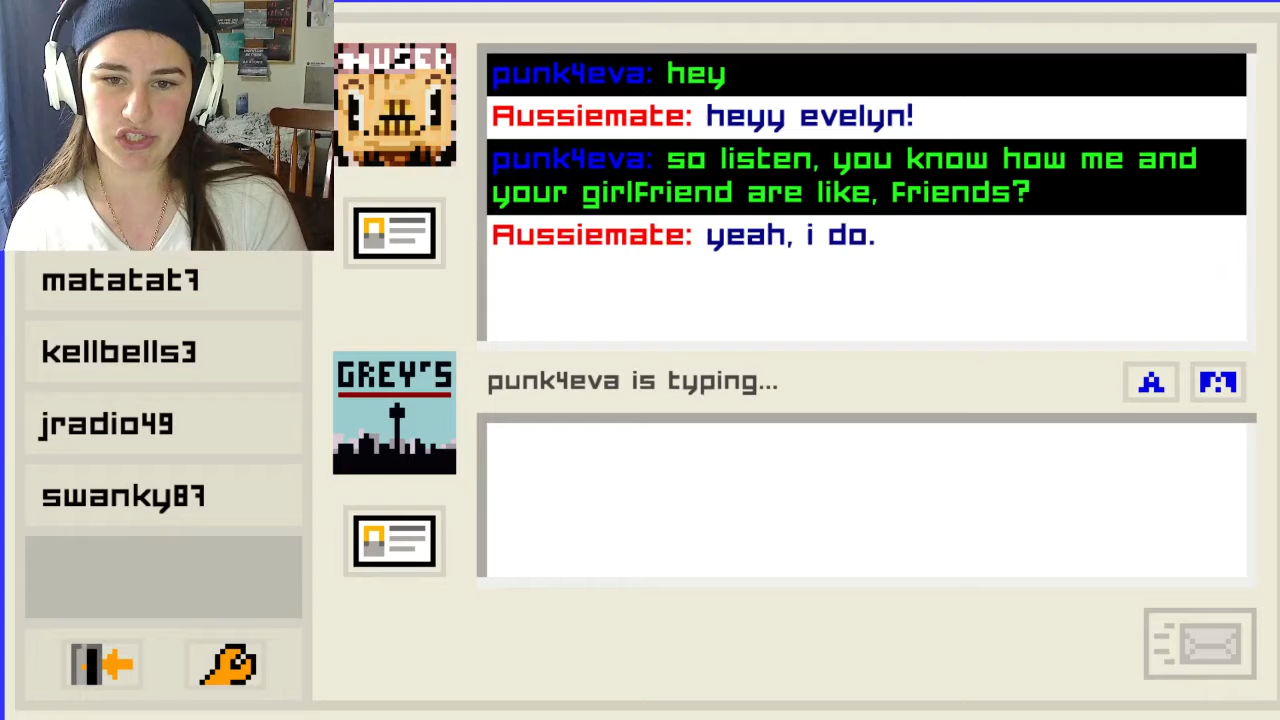 MUSED
punk4eva: hey
Aussiemate: heyy evelyn!
punk4eva: so listen, you know how me and
your girlfriend are like, friends?
Aussiemate: yeah, i do.
matatat7
kellbells3
jradio49
swanky87
GREY'S
punk4eva is typing...
A